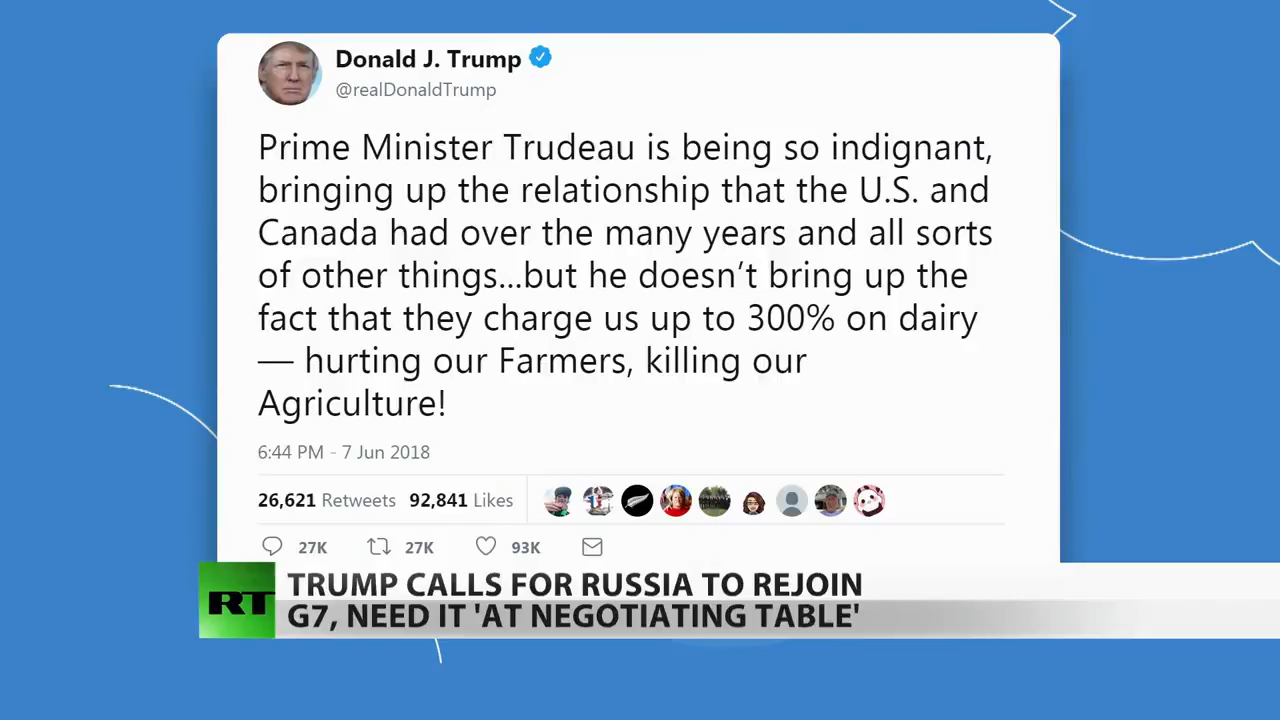 Donald J. Trump
@realDonaldTrump
Prime Minister Trudeau is being so indignant,
bringing up the relationship that the U.S. and
Canada had over the many years and all sorts
of other things...but he doesn’t bring up the
fact that they charge us up to 300% on dairy
— hurting our Farmers, killing our
Agriculture!
6:44 PM - 7 Jun 2018
26,621 Retweets 92,841 Likes
27K 27K 93K
RT
TRUMP CALLS FOR RUSSIA TO REJOIN
G7, NEED IT 'AT NEGOTIATING TABLE'